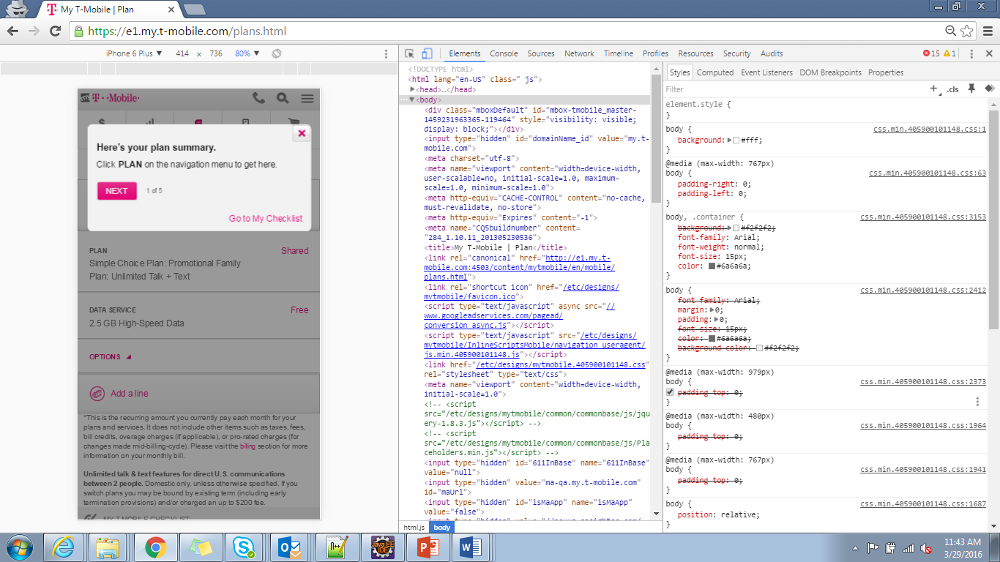 My T-Mobile | Plan
https://e1.my.t-mobile.com/plans.html
iPhone 6 Plus ▼ 414 × 736 80% ▼
T··Mobile·
Here's your plan summary.
Click PLAN on the navigation menu to get here.
NEXT 1 of 5
Go to My Checklist
PLAN Shared
Simple Choice Plan: Promotional Family
Plan: Unlimited Talk + Text
DATA SERVICE Free
2.5 GB High-Speed Data
OPTIONS
Add a line
*This is the recurring amount you currently pay each month for your
plans and services. It does not include other items such as taxes, fees,
bill credits, overage charges (if applicable), or pro-rated charges (for
changes made mid-billing-cycle). Please visit the billing section for more
information on your monthly bill.
Unlimited talk & text features for direct U.S. communications
between 2 people. Domestic only, unless otherwise specified. If you
switch plans you may be bound by existing term (including early
termination provisions) and/or charged an up to $200 fee.
MY T-MOBILE CHECKLIST
Elements Console Sources Network Timeline Profiles Resources Security Audits 15 1
<!DOCTYPE html>
<html lang="en-US" class=" js">
▶<head>…</head>
▼<body>
<div class="mboxDefault" id="mbox-tmobile_master-
1459231963365-119464" style="visibility: visible;
display: block;"></div>
<input type="hidden" id="domainName_id" value="my.t-
mobile.com">
<meta charset="utf-8">
<meta name="viewport" content="width=device-width,
user-scalable=no, initial-scale=1.0, maximum-
scale=1.0, minimum-scale=1.0">
<meta http-equiv="CACHE-CONTROL" content="no-cache,
must-revalidate, no-store">
<meta http-equiv="Expires" content="-1">
<meta name="CQ5buildnumber" content=
"284_1.10.11_201305230536">
<title>My T-Mobile | Plan</title>
<link rel="canonical" href="http://e1.my.t-
mobile.com:4503/content/mytmobile/en/mobile/
plans.html">
<link rel="shortcut icon" href="/etc/designs/
mytmobile/favicon.ico">
<script type="text/javascript" async src="//
www.googleadservices.com/pagead/
conversion_async.js"></script>
<script type="text/javascript" src="/etc/designs/
mytmobile/InlineScriptsMobile/navigation_useragent/
js.min.405900101148.js"></script>
<link href="/etc/designs/mytmobile.405900101148.css"
rel="stylesheet" type="text/css">
<meta name="viewport" content="width=device-width,
initial-scale=1.0">
<!-- <script
src="/etc/designs/mytmobile/common/commonbase/js/jqu
ery-1.8.3.js"></script> -->
<!-- <script
src="/etc/designs/mytmobile/common/commonbase/js/Pla
ceholders.min.js"></script> -->
<input type="hidden" id="611InBase" name="611InBase"
value="null">
<input type="hidden" value="ma-qa.my.t-mobile.com"
id="maUrl">
<input type="hidden" id="isMaApp" name="isMaApp"
value="false">
html.js body
Styles Computed Event Listeners DOM Breakpoints Properties
Filter + .cls
element.style {
}
body { css.min.405900101148.css:1
background: ▶ #fff;
}
@media (max-width: 767px)
body { css.min.405900101148.css:63
padding-right: 0;
padding-left: 0;
}
body, .container { css.min.405900101148.css:3153
background: ▶ #f2f2f2;
font-family: Arial;
font-weight: normal;
font-size: 15px;
color: #6a6a6a;
}
body { css.min.405900101148.css:2412
font-family: Arial;
margin: ▶0;
padding: ▶0;
font-size: 15px;
color: #6a6a6a;
background-color: #f2f2f2;
}
@media (max-width: 979px)
body { css.min.405900101148.css:2373
padding-top: 0;
}
@media (max-width: 480px)
body { css.min.405900101148.css:1964
padding-top: 0;
}
@media (max-width: 767px)
body { css.min.405900101148.css:1941
padding-top: 0;
}
body { css.min.405900101148.css:1687
position: relative;
}
Java EE
IDE
11:43 AM
3/29/2016